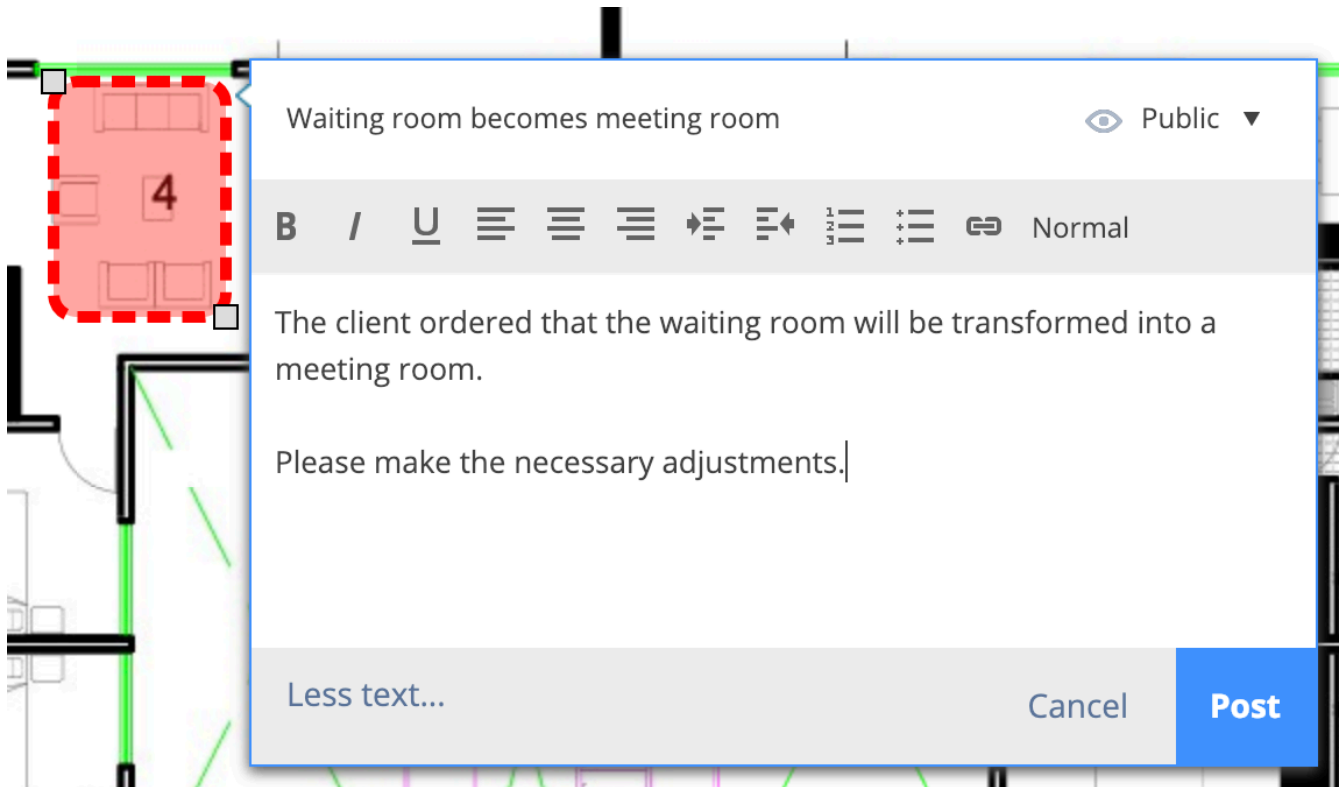 4
Waiting room becomes meeting room
Public
B I U Normal
The client ordered that the waiting room will be transformed into a
meeting room.
Please make the necessary adjustments.
Less text...
Cancel
Post